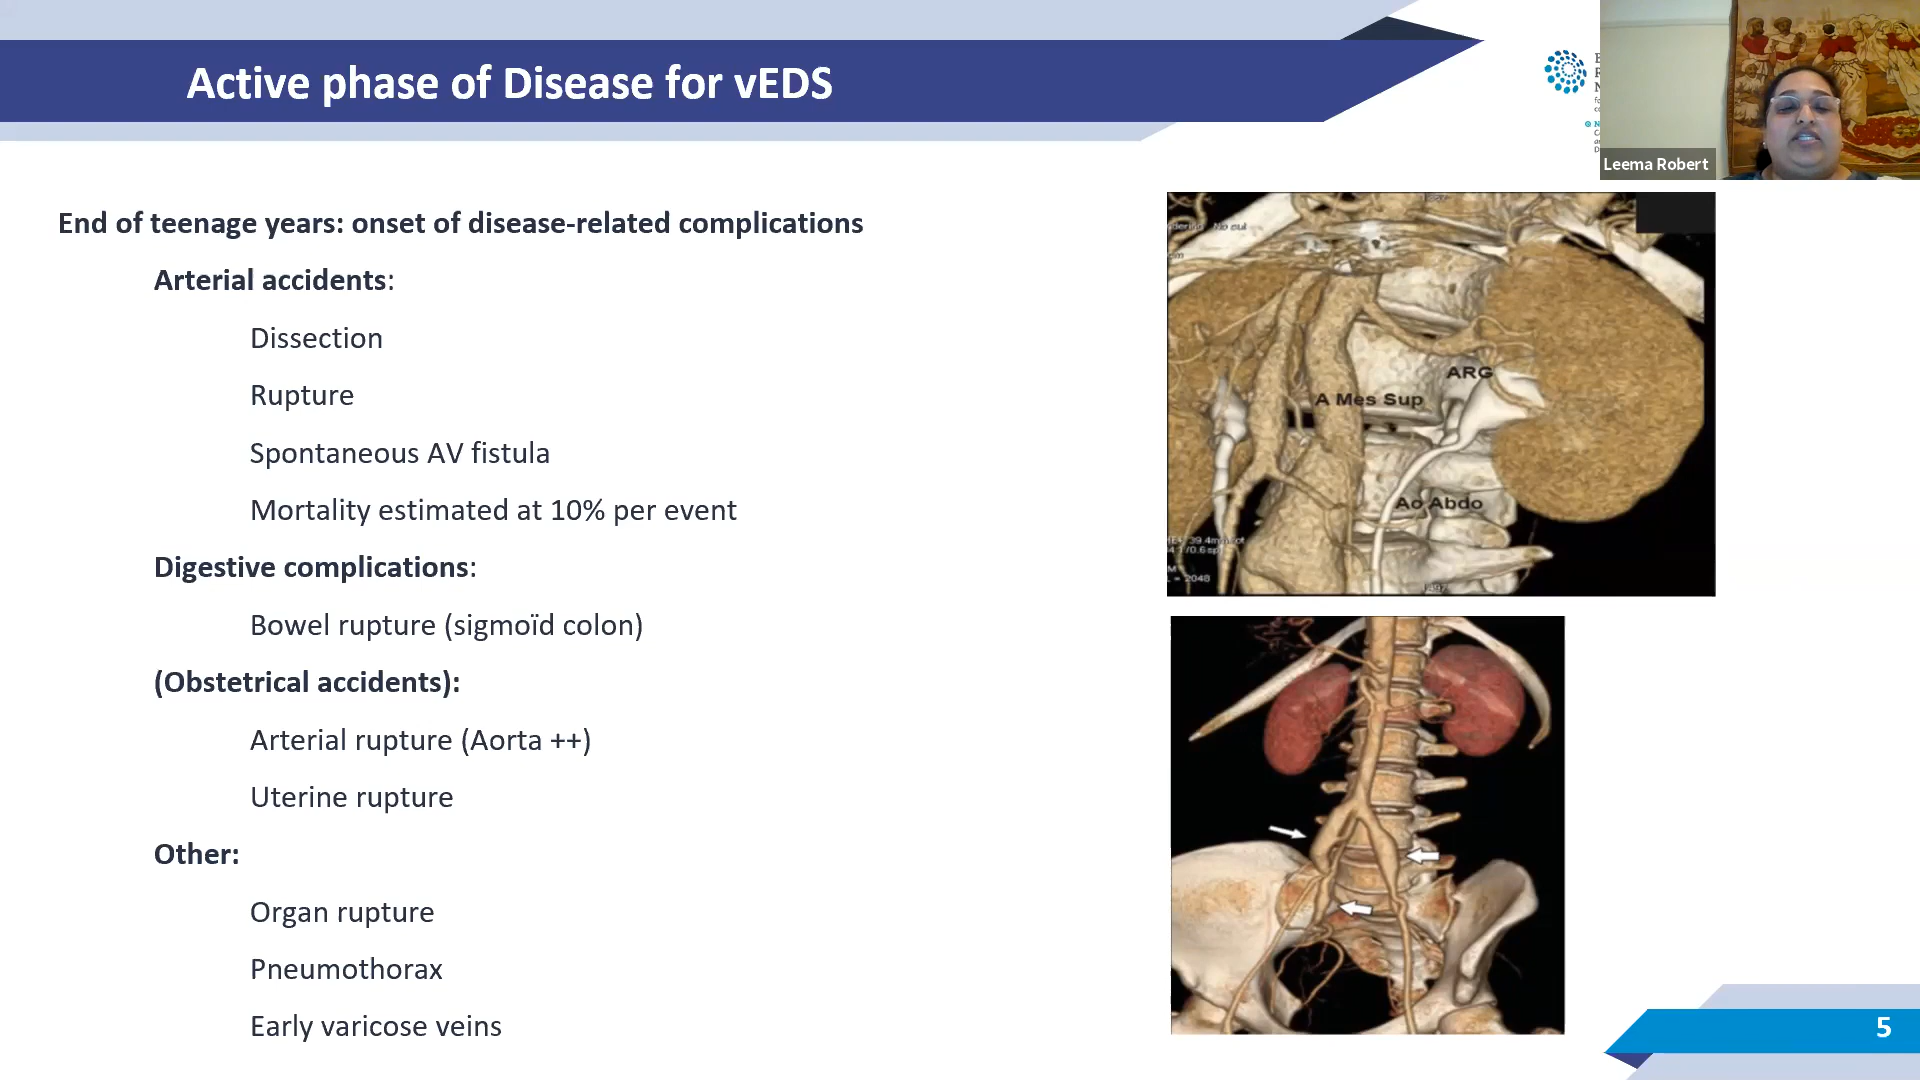 Active phase of Disease for vEDS
Leema Robert
End of teenage years: onset of disease-related complications
Arterial accidents:
Dissection
Rupture
Spontaneous AV fistula
Mortality estimated at 10% per event
Digestive complications:
Bowel rupture (sigmoïd colon)
(Obstetrical accidents):
Arterial rupture (Aorta ++)
Uterine rupture
Other:
Organ rupture
Pneumothorax
Early varicose veins
No cut
ARG
A Mes Sup
Ao Abdo
5